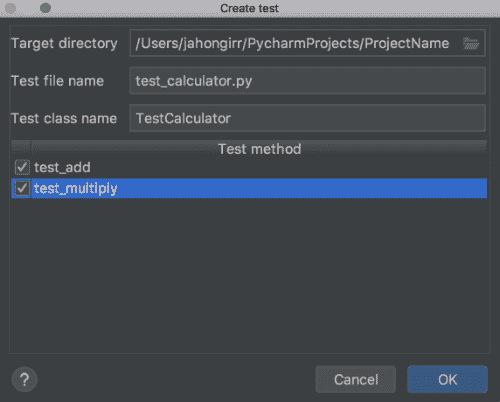 Create test
Target directory /Users/jahongirr/PycharmProjects/ProjectName
Test file name test_calculator.py
Test class name TestCalculator
Test method
test_add
test_multiply
? Cancel OK